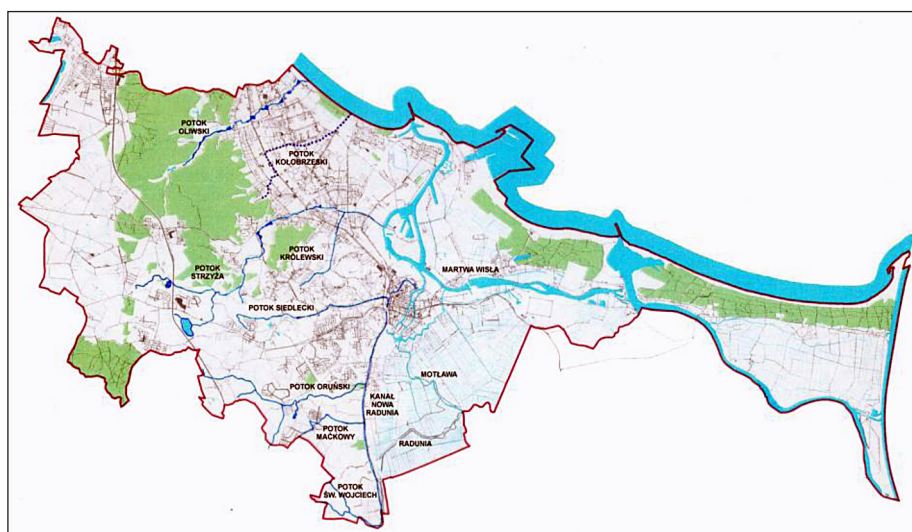 POTOK
OLIWSKI
POTOK
KOŁOBRZESKI
POTOK
KRÓLEWSKI
POTOK
STRZYŻA
MARTWA WISŁA
POTOK SIEDLECKI
MOTŁAWA
POTOK ORUŃSKI
KANAŁ
NOWA
RADUNIA
POTOK
MAĆKOWY
RADUNIA
POTOK
ŚW. WOJCIECH